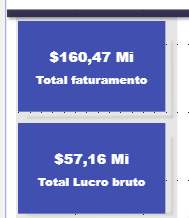 $160,47 Mi
Total faturamento
$57,16 Mi
Total Lucro bruto